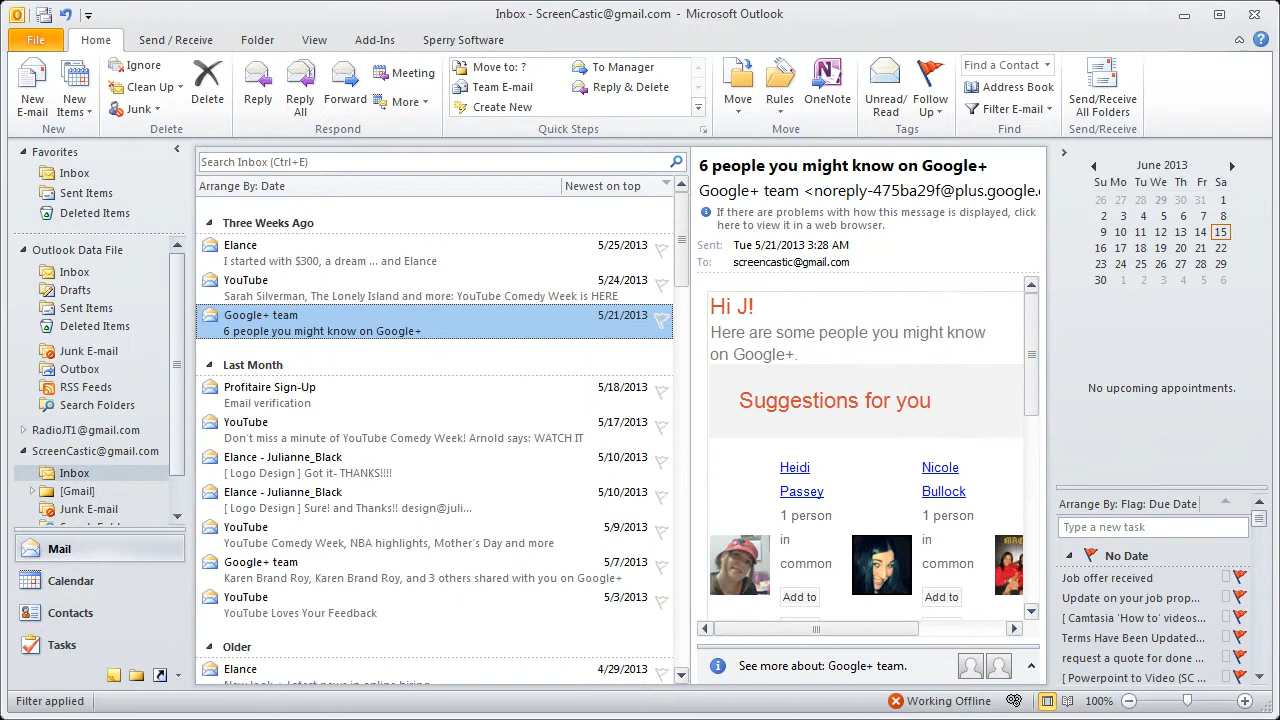 Inbox - ScreenCastic@gmail.com - Microsoft Outlook
File Home Send / Receive Folder View Add-Ins Sperry Software
New E-mail
New Items
New
Ignore
Clean Up
Junk
Delete
Delete
Reply
Reply All
Forward
Meeting
More
Respond
Move to: ?
Team E-mail
Create New
To Manager
Reply & Delete
Quick Steps
Move
Rules
OneNote
Move
Unread/ Read
Follow Up
Tags
Find a Contact
Address Book
Filter E-mail
Find
Send/Receive All Folders
Send/Receive
Favorites
Inbox
Sent Items
Deleted Items
Outlook Data File
Inbox
Drafts
Sent Items
Deleted Items
Junk E-mail
Outbox
RSS Feeds
Search Folders
RadioJT1@gmail.com
ScreenCastic@gmail.com
Inbox
[Gmail]
Junk E-mail
Mail
Calendar
Contacts
Tasks
Search Inbox (Ctrl+E)
Arrange By: Date Newest on top
Three Weeks Ago
Elance 5/25/2013
I started with $300, a dream ... and Elance
YouTube 5/24/2013
Sarah Silverman, The Lonely Island and more: YouTube Comedy Week is HERE
Google+ team 5/21/2013
6 people you might know on Google+
Last Month
Profitaire Sign-Up 5/18/2013
Email verification
YouTube 5/17/2013
Don't miss a minute of YouTube Comedy Week! Arnold says: WATCH IT
Elance - Julianne_Black 5/10/2013
[ Logo Design ] Got it- THANKS!!!!
Elance - Julianne_Black 5/10/2013
[ Logo Design ] Sure! and Thanks!! design@juli...
YouTube 5/9/2013
YouTube Comedy Week, NBA highlights, Mother's Day and more
Google+ team 5/7/2013
Karen Brand Roy, Karen Brand Roy, and 3 others shared with you on Google+
YouTube 5/3/2013
YouTube Loves Your Feedback
Older
Elance 4/29/2013
6 people you might know on Google+
Google+ team <noreply-475ba29f@plus.google.
If there are problems with how this message is displayed, click
here to view it in a web browser.
Sent: Tue 5/21/2013 3:28 AM
To: screencastic@gmail.com
Hi J!
Here are some people you might know
on Google+.
Suggestions for you
Heidi Passey
1 person in common
Add to
Nicole Bullock
1 person in common
Add to
See more about: Google+ team.
June 2013
Su Mo Tu We Th Fr Sa
26 27 28 29 30 31 1
2 3 4 5 6 7 8
9 10 11 12 13 14 15
16 17 18 19 20 21 22
23 24 25 26 27 28 29
30 1 2 3 4 5 6
No upcoming appointments.
Arrange By: Flag: Due Date
Type a new task
No Date
Job offer received
Update on your job prop...
[ Camtasia 'How to' videos...
Terms Have Been Updated...
request a quote for done ...
[ Powerpoint to Video (SC ...
Filter applied Working Offline 100%